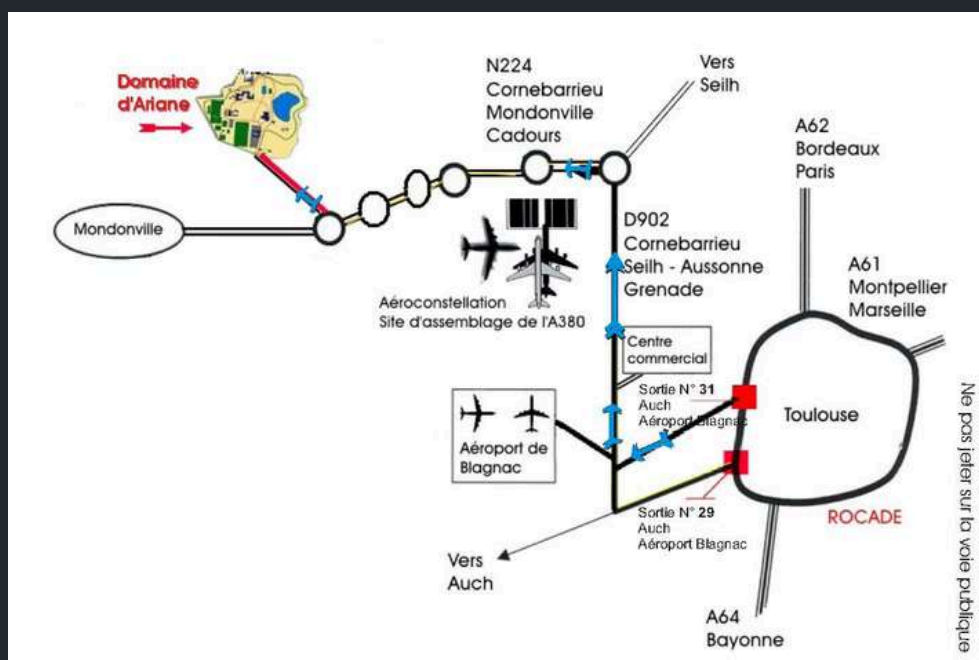 Domaine
d'Ariane
N224
Cornebarrieu
Mondonville
Cadours
Vers
Seilh
A62
Bordeaux
Paris
Mondonville
D902
Cornebarrieu
Seilh - Aussonne
Grenade
A61
Montpellier
Marseille
Aéroconstellation
Site d'assemblage de l'A380
Centre
commercial
Sortie N° 31
Auch
Aéroport Blagnac
Toulouse
Aéroport de
Blagnac
Sortie N° 29
Auch
Aéroport Blagnac
ROCADE
Vers
Auch
A64
Bayonne
Ne pas jeter sur la voie publique